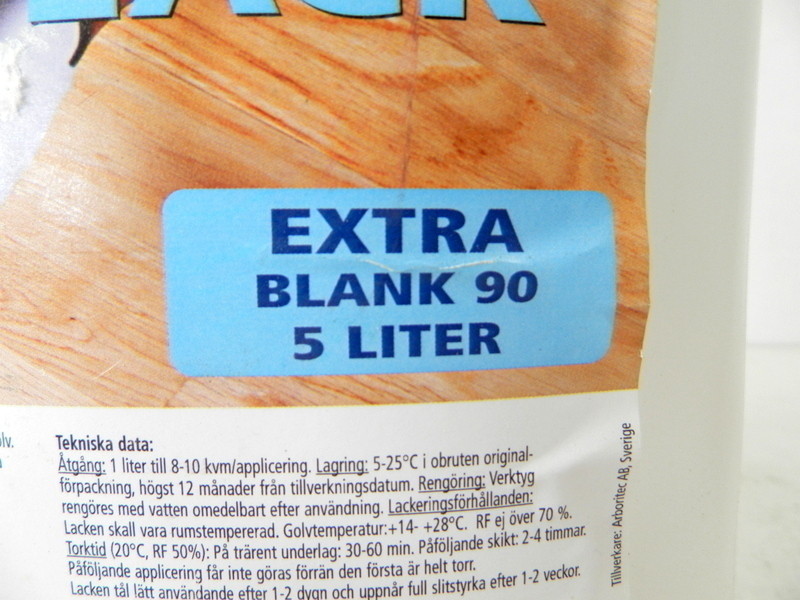 LACK
EXTRA
BLANK 90
5 LITER
Tekniska data:
Åtgång: 1 liter till 8-10 kvm/applicering. Lagring: 5-25°C i obruten original-
förpackning, högst 12 månader från tillverkningsdatum. Rengöring: Verktyg
rengöres med vatten omedelbart efter användning. Lackeringsförhållanden:
Lacken skall vara rumstempererad. Golvtemperatur:+14- +28°C. RF ej över 70 %.
Torktid (20°C, RF 50%): På trärent underlag: 30-60 min. Påföljande skikt: 2-4 timmar.
Påföljande applicering får inte göras förrän den första är helt torr.
Lacken tål lätt användande efter 1-2 dygn och uppnår full slitstyrka efter 1-2 veckor.
Tillverkare: Arboritec AB, Sverige